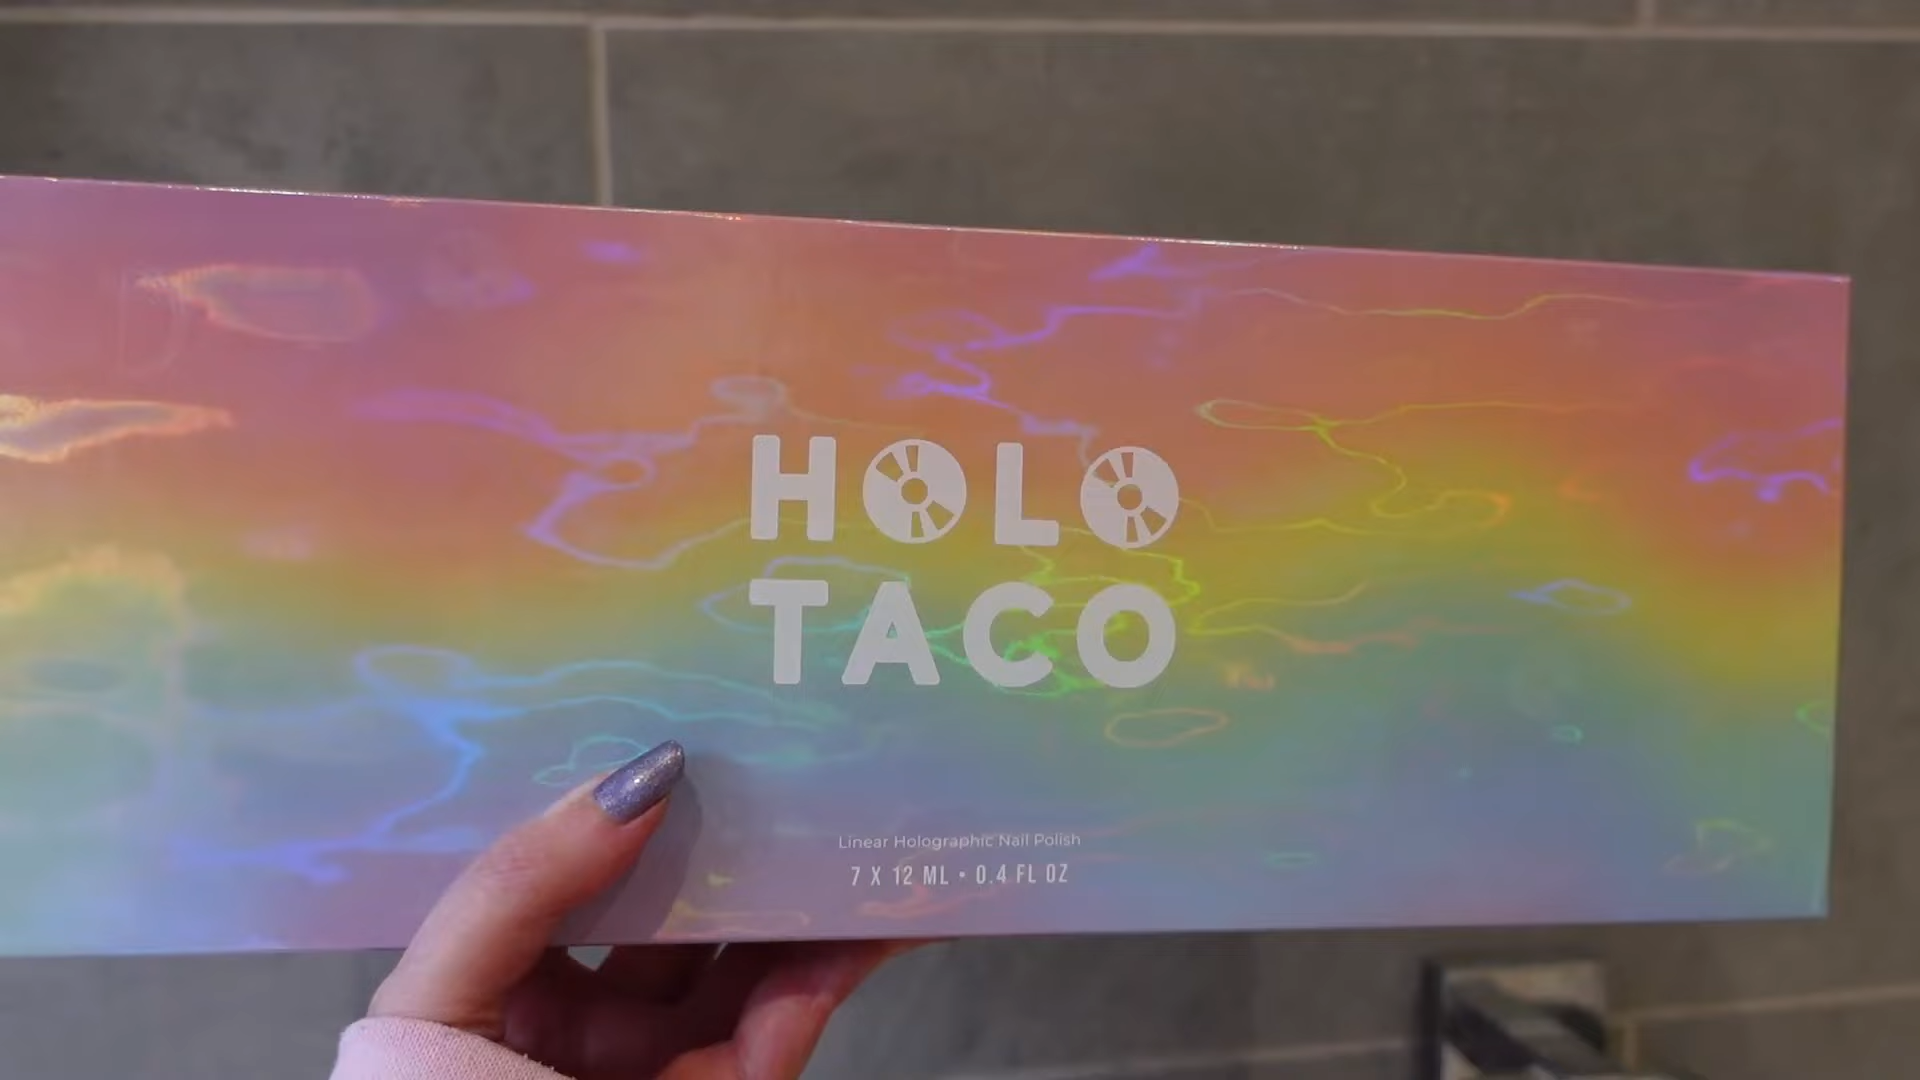 HOLO
TACO
Linear Holographic Nail Polish
7 X 12 ML • 0.4 FL OZ